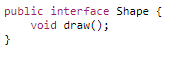 public interface Shape {
    void draw();
}